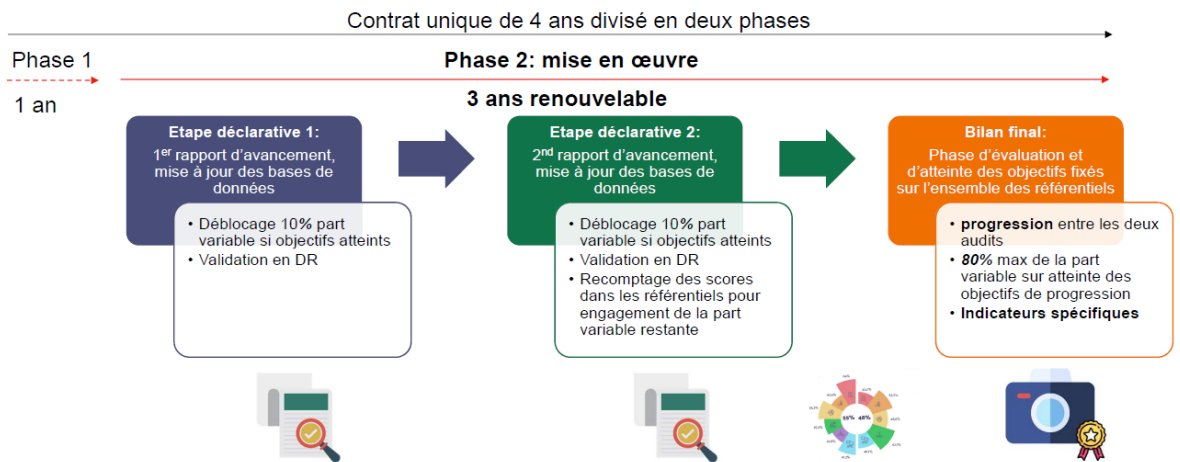 Contrat unique de 4 ans divisé en deux phases
Phase 1
Phase 2: mise en œuvre
1 an
3 ans renouvelable
Etape déclarative 1:
1er rapport d'avancement,
mise à jour des bases de
données
• Déblocage 10% part
variable si objectifs atteints
• Validation en DR
Etape déclarative 2:
2nd rapport d'avancement,
mise à jour des bases de
données
• Déblocage 10% part
variable si objectifs atteints
• Validation en DR
• Recomptage des scores
dans les référentiels pour
engagement de la part
variable restante
Bilan final:
Phase d'évaluation et
d'atteinte des objectifs fixés
sur l'ensemble des référentiels
• progression entre les deux
audits
• 80% max de la part
variable sur atteinte des
objectifs de progression
• Indicateurs spécifiques
55% 48%